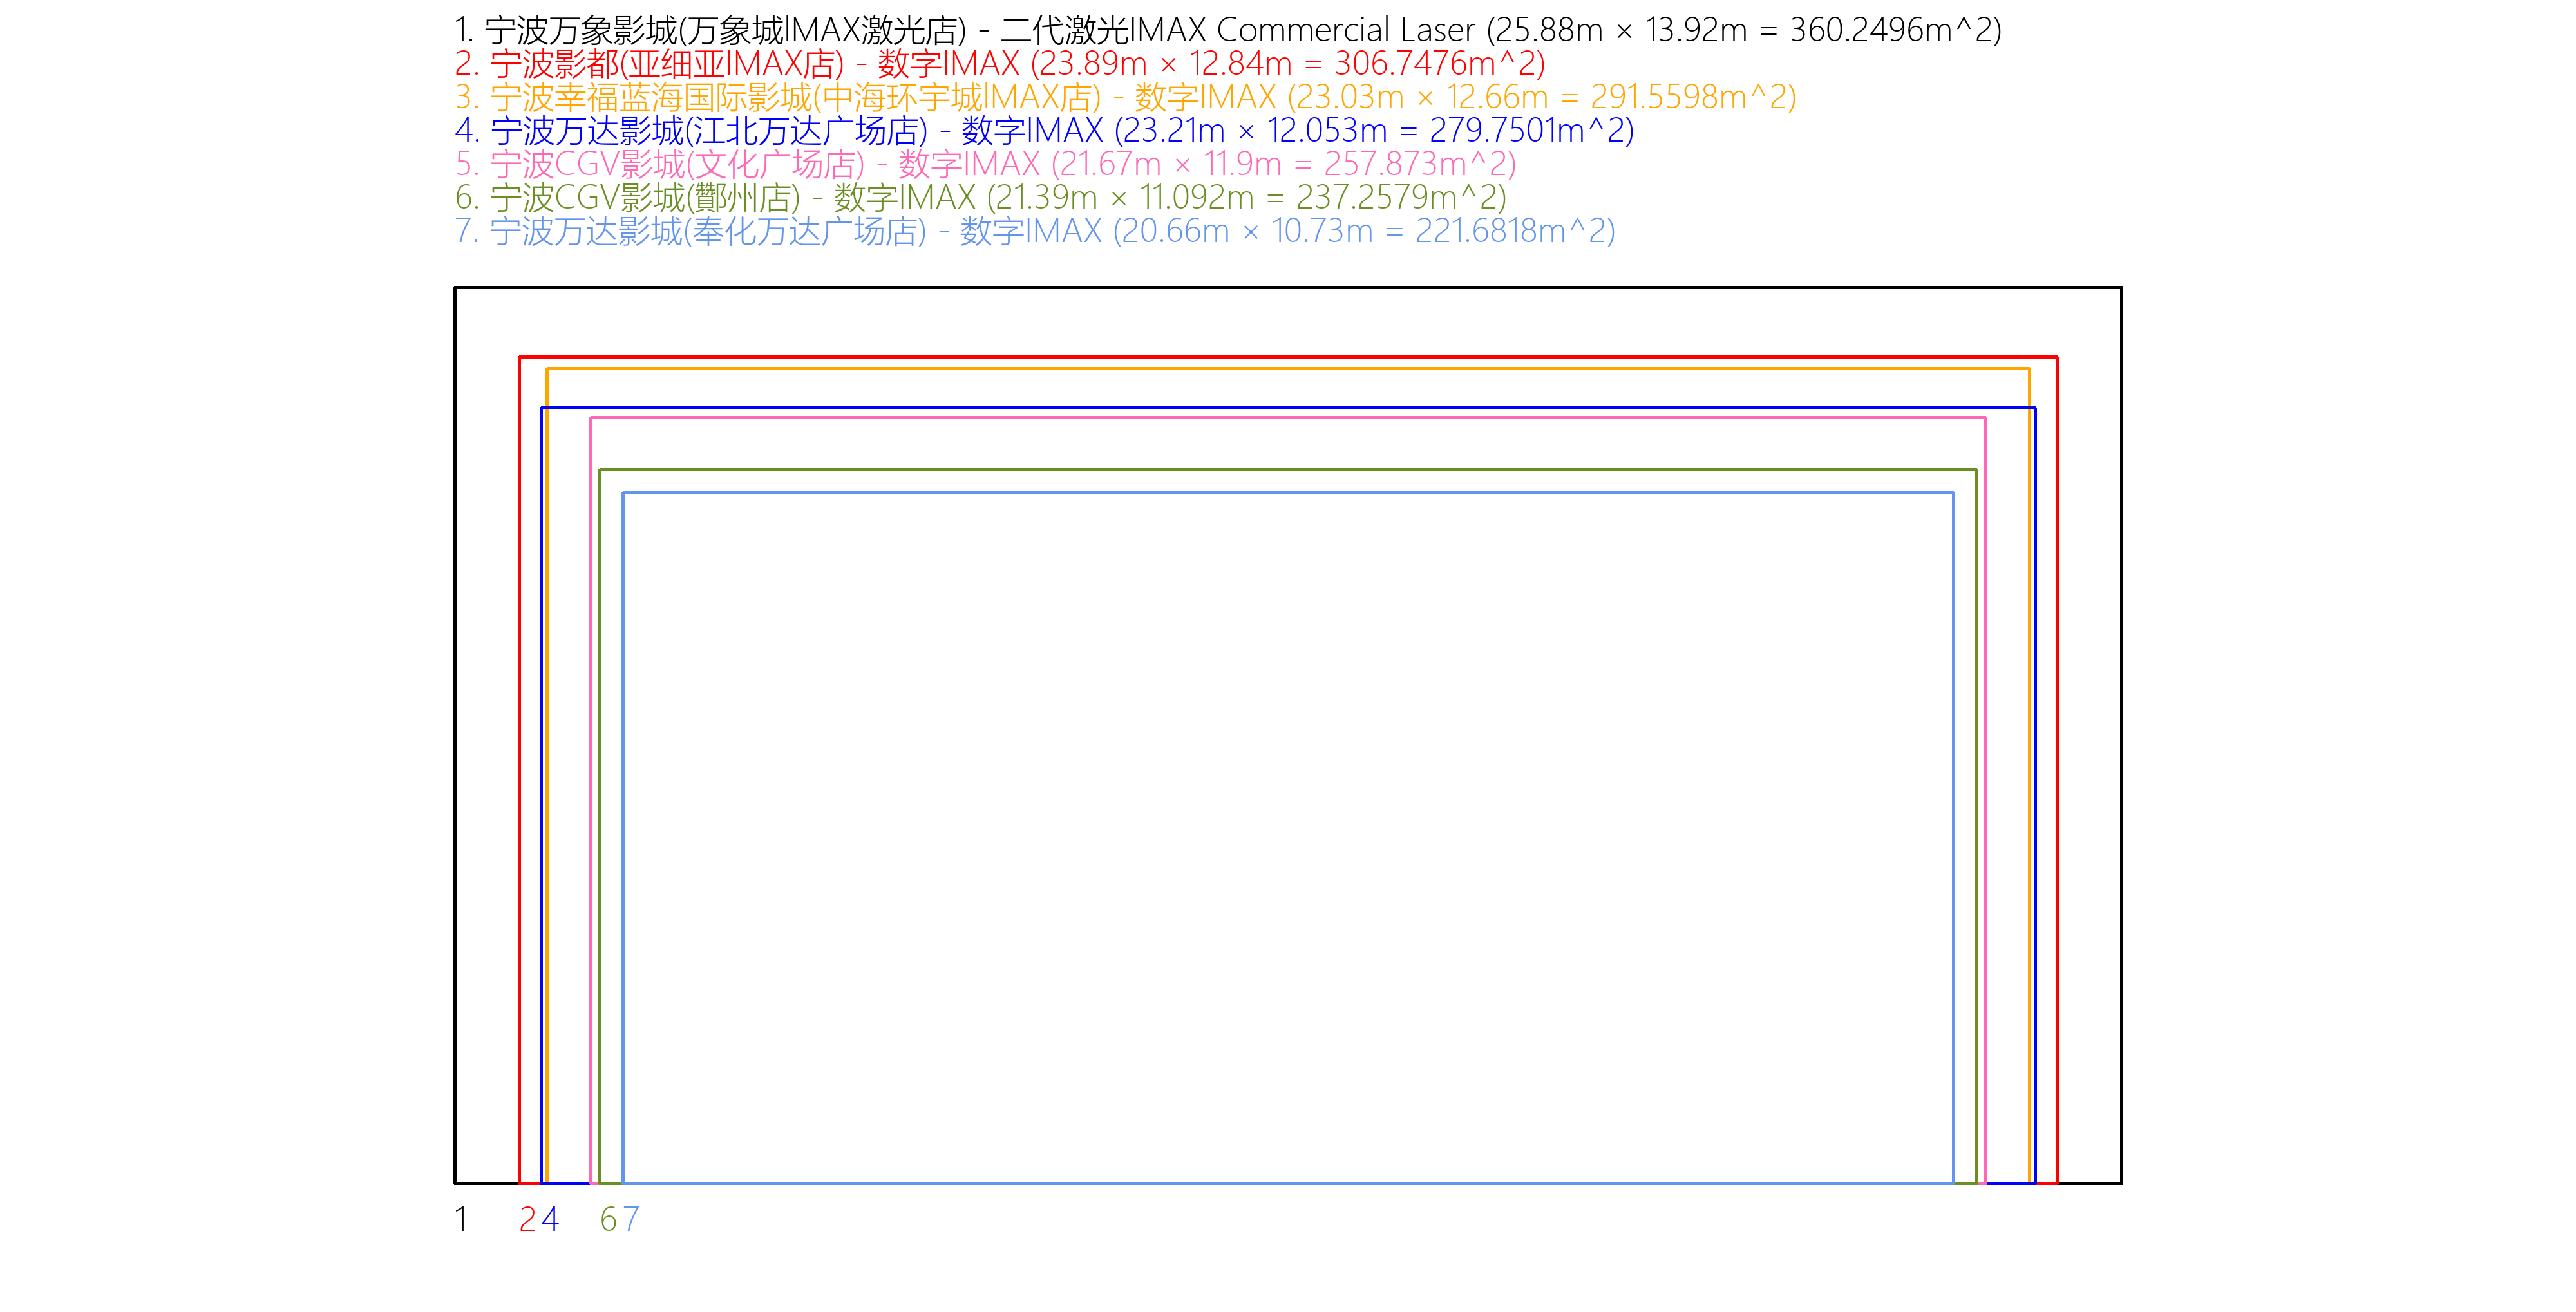 1. 宁波万象影城(万象城IMAX激光店) - 二代激光IMAX Commercial Laser (25.88m × 13.92m = 360.2496m^2)
2. 宁波影都(亚细亚IMAX店) - 数字IMAX (23.89m × 12.84m = 306.7476m^2)
3. 宁波幸福蓝海国际影城(中海环宇城IMAX店) - 数字IMAX (23.03m × 12.66m = 291.5598m^2)
4. 宁波万达影城(江北万达广场店) - 数字IMAX (23.21m × 12.053m = 279.7501m^2)
5. 宁波CGV影城(文化广场店) - 数字IMAX (21.67m × 11.9m = 257.873m^2)
6. 宁波CGV影城(酇州店) - 数字IMAX (21.39m × 11.092m = 237.2579m^2)
7. 宁波万达影城(奉化万达广场店) - 数字IMAX (20.66m × 10.73m = 221.6818m^2)
1 2 4 6 7